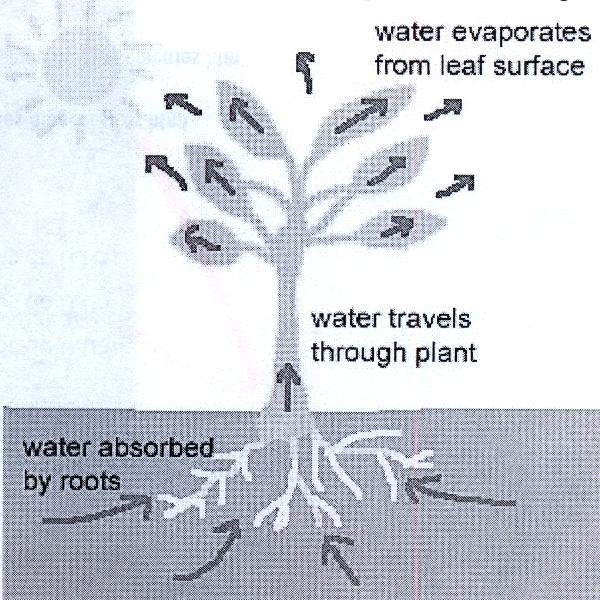 water evaporates
from leaf surface
water travels
through plant
water absorbed
by roots